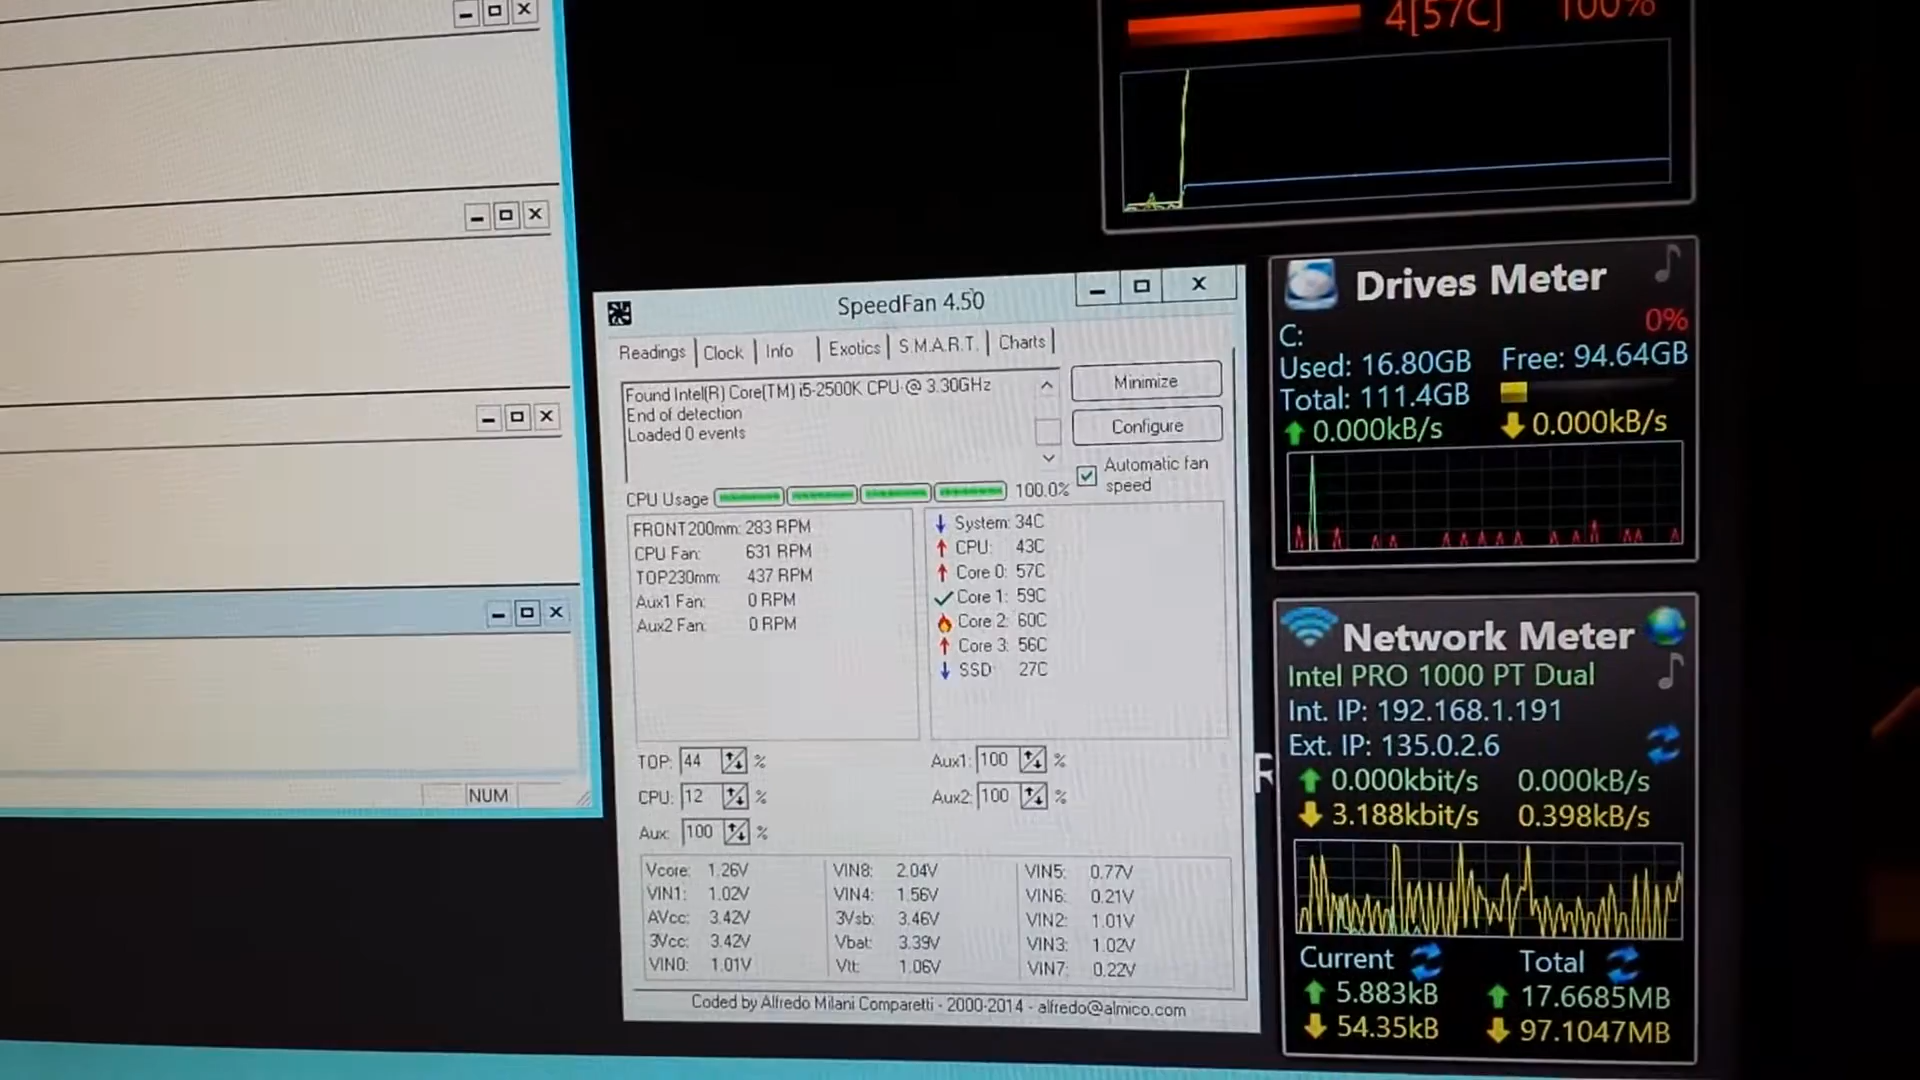 4[57C] 100%
SpeedFan 4.50
Readings Clock Info Exotics S.M.A.R.T. Charts
Found Intel(R) Core(TM) i5-2500K CPU @ 3.30GHz
End of detection
Loaded 0 events
Minimize
Configure
Automatic fan
speed
CPU Usage 100.0%
FRONT200mm: 283 RPM
CPU Fan: 631 RPM
TOP230mm: 437 RPM
Aux1 Fan: 0 RPM
Aux2 Fan: 0 RPM
System: 34C
CPU: 43C
Core 0: 57C
Core 1: 59C
Core 2: 60C
Core 3: 56C
SSD 27C
TOP: 44 %
CPU: 12 %
Aux: 100 %
Aux1: 100 %
Aux2: 100 %
Vcore: 1.26V
VIN1: 1.02V
AVcc: 3.42V
3Vcc: 3.42V
VIN0: 1.01V
VIN8: 2.04V
VIN4: 1.56V
3Vsb: 3.46V
Vbat: 3.39V
Vtt: 1.06V
VIN5: 0.77V
VIN6: 0.21V
VIN2: 1.01V
VIN3: 1.02V
VIN7: 0.22V
Coded by Alfredo Milani Comparetti - 2000-2014 - alfredo@almico.com
NUM
R
Drives Meter
0%
C:
Used: 16.80GB Free: 94.64GB
Total: 111.4GB
0.000kB/s 0.000kB/s
Network Meter
Intel PRO 1000 PT Dual
Int. IP: 192.168.1.191
Ext. IP: 135.0.2.6
0.000kbit/s 0.000kB/s
3.188kbit/s 0.398kB/s
Current Total
5.883kB 17.6685MB
54.35kB 97.1047MB